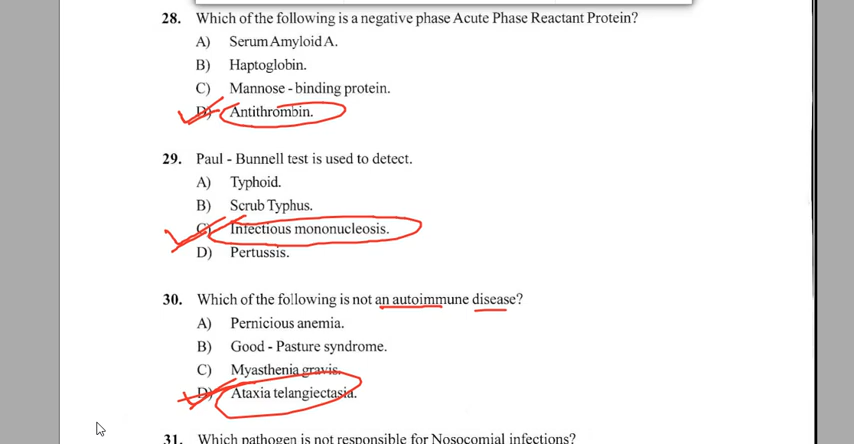 28. Which of the following is a negative phase Acute Phase Reactant Protein?
A) Serum Amyloid A.
B) Haptoglobin.
C) Mannose - binding protein.
D) Antithrombin.
29. Paul - Bunnell test is used to detect.
A) Typhoid.
B) Scrub Typhus.
C) Infectious mononucleosis.
D) Pertussis.
30. Which of the following is not an autoimmune disease?
A) Pernicious anemia.
B) Good - Pasture syndrome.
C) Myasthenia gravis.
D) Ataxia telangiectasia.
31. Which pathogen is not responsible for Nosocomial infections?